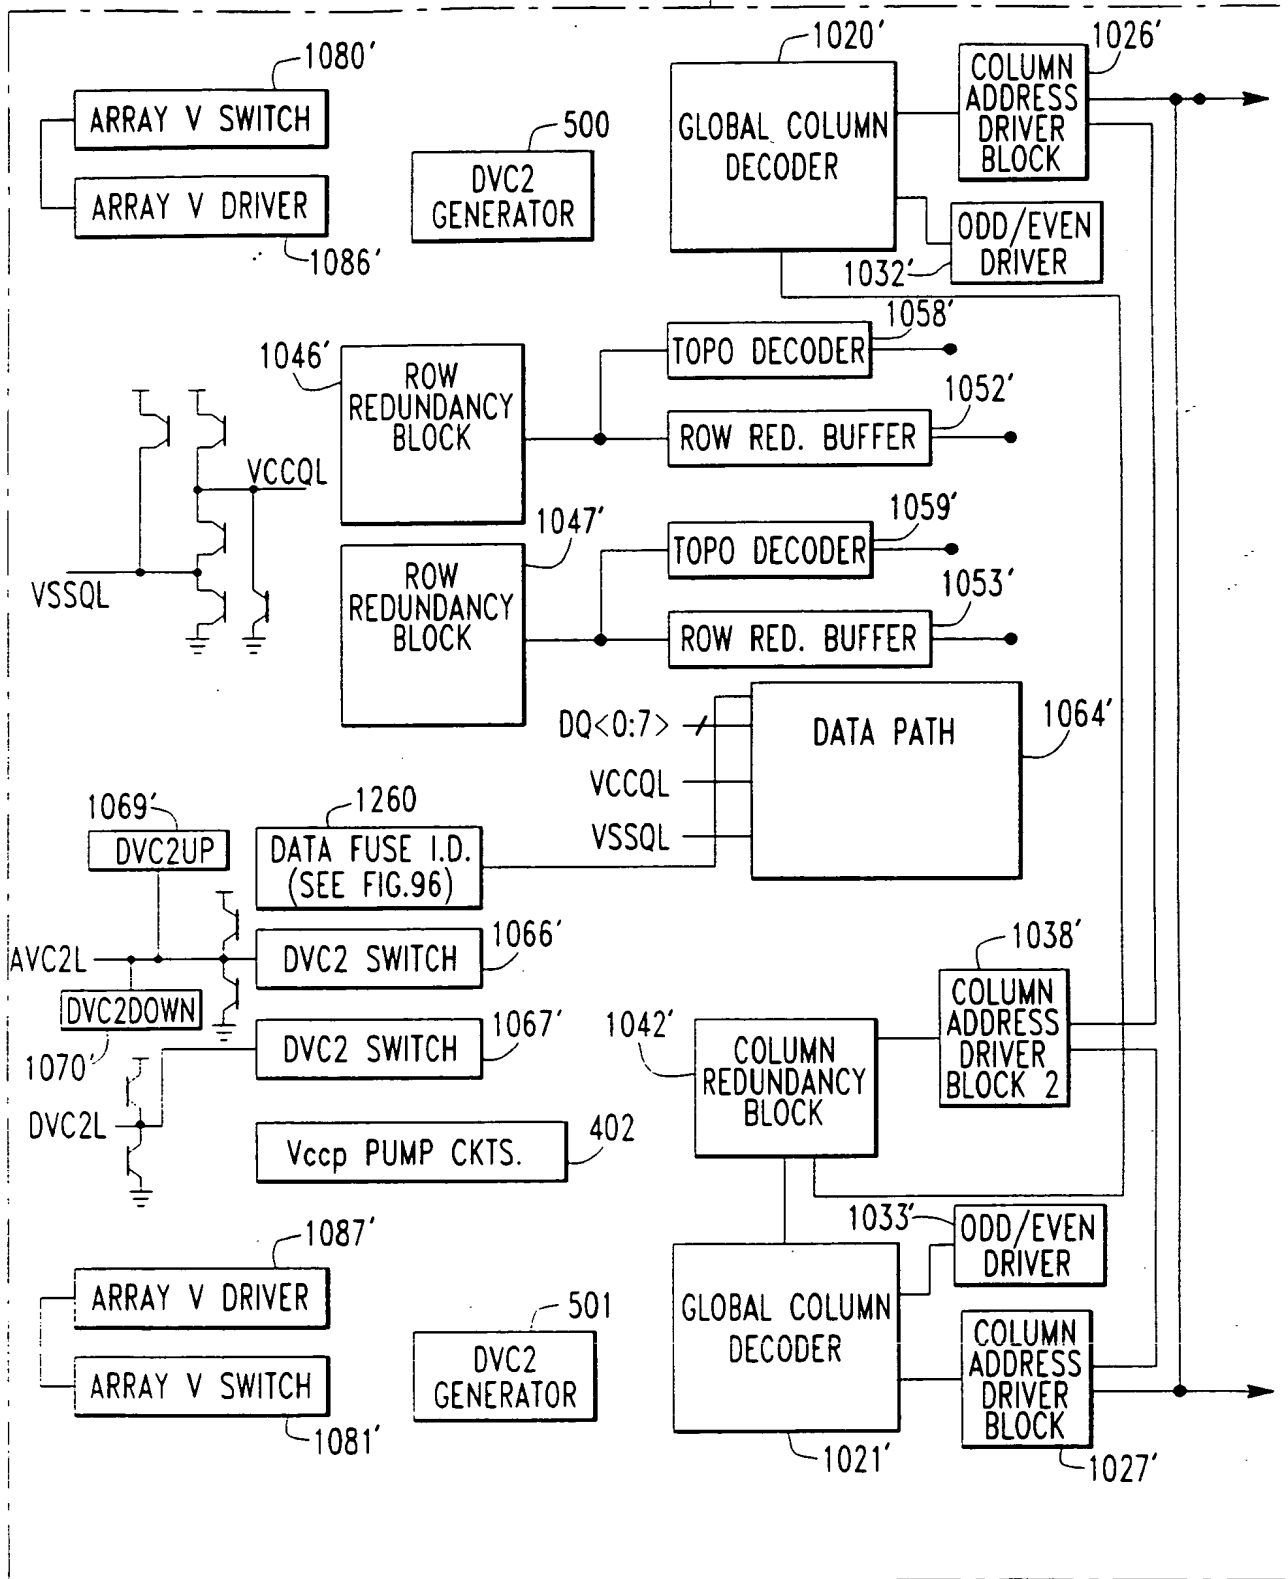 1080′
ARRAY V SWITCH
ARRAY V DRIVER
1086′
500
DVC2
GENERATOR
1020′
GLOBAL COLUMN
DECODER
1026′
COLUMN
ADDRESS
DRIVER
BLOCK
ODD/EVEN
DRIVER
1032′
1046′
ROW
REDUNDANCY
BLOCK
1058′
TOPO DECODER
1052′
ROW RED. BUFFER
VCCQL
VSSQL
1047′
ROW
REDUNDANCY
BLOCK
1059′
TOPO DECODER
1053′
ROW RED. BUFFER
DQ<0:7>
VCCQL
VSSQL
DATA PATH
1064′
1069′
DVC2UP
1260
DATA FUSE I.D.
(SEE FIG.96)
AVC2L
DVC2 SWITCH
1066′
DVC2DOWN
1070′
DVC2 SWITCH
1067′
DVC2L
Vccp PUMP CKTS.
402
1038′
COLUMN
ADDRESS
DRIVER
BLOCK 2
1042′
COLUMN
REDUNDANCY
BLOCK
1087′
ARRAY V DRIVER
ARRAY V SWITCH
1081′
501
DVC2
GENERATOR
1033′
ODD/EVEN
DRIVER
GLOBAL COLUMN
DECODER
1021′
COLUMN
ADDRESS
DRIVER
BLOCK
1027′